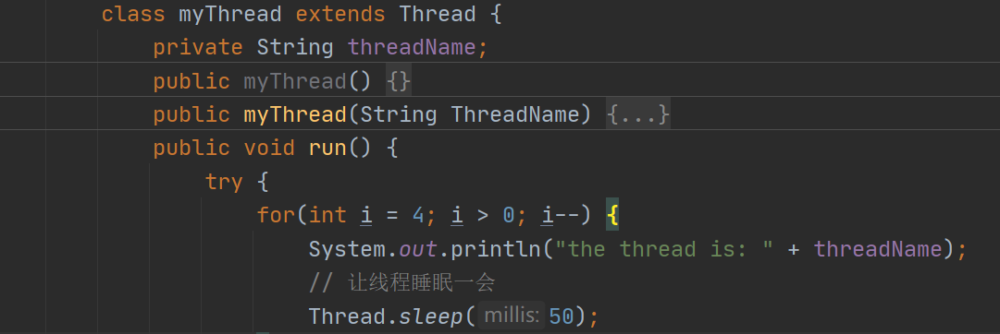 class myThread extends Thread {
private String threadName;
public myThread() {}
public myThread(String ThreadName) {...}
public void run() {
try {
for(int i = 4; i > 0; i--) {
System.out.println("the thread is: " + threadName);
// 让线程睡眠一会
Thread.sleep( millis: 50);